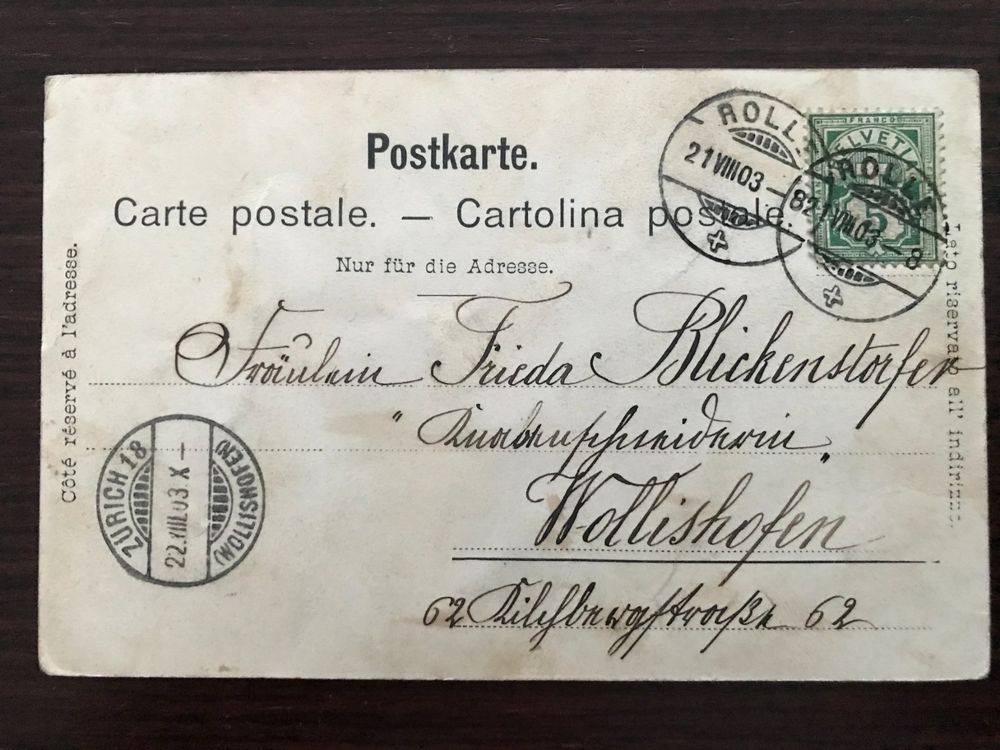 Postkarte.
Carte postale. — Cartolina postale.
Nur für die Adresse.
Côté réservé à l'adresse.
Lato riservato all' indirizzo.
FRANCO
HELVETIA
5
ROLLE
21 VIII 03 – 8
ROLLE
21 VIII 03 – 8
Fräulein Frieda Blickenstorfer
„ Knabenschneiderin „
Wollishofen
62 Kilchbergstraße 62
ZÜRICH 18
22.VIII.03.X –
(WOLLISHOFEN)